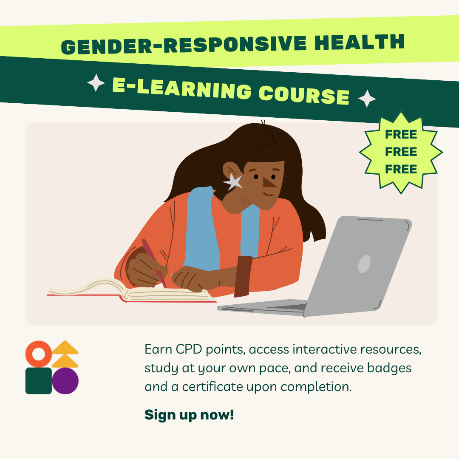 GENDER-RESPONSIVE HEALTH
E-LEARNING COURSE
FREE
FREE
FREE
Earn CPD points, access interactive resources,
study at your own pace, and receive badges
and a certificate upon completion.
Sign up now!